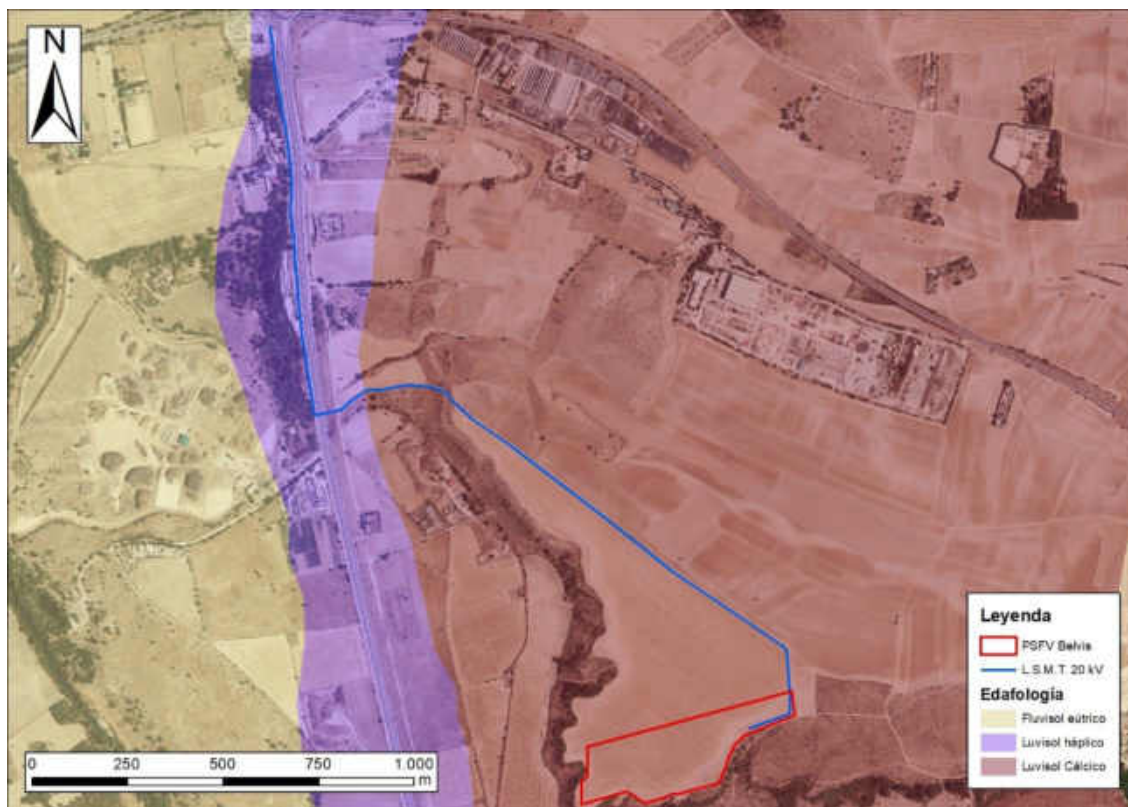 N
Leyenda
PSFV Belvis
L.S.M.T. 20 kV
Edafología
Fluvisol eútrico
Luvisol háplico
Luvisol Cálcico
0 250 500 750 1.000
m